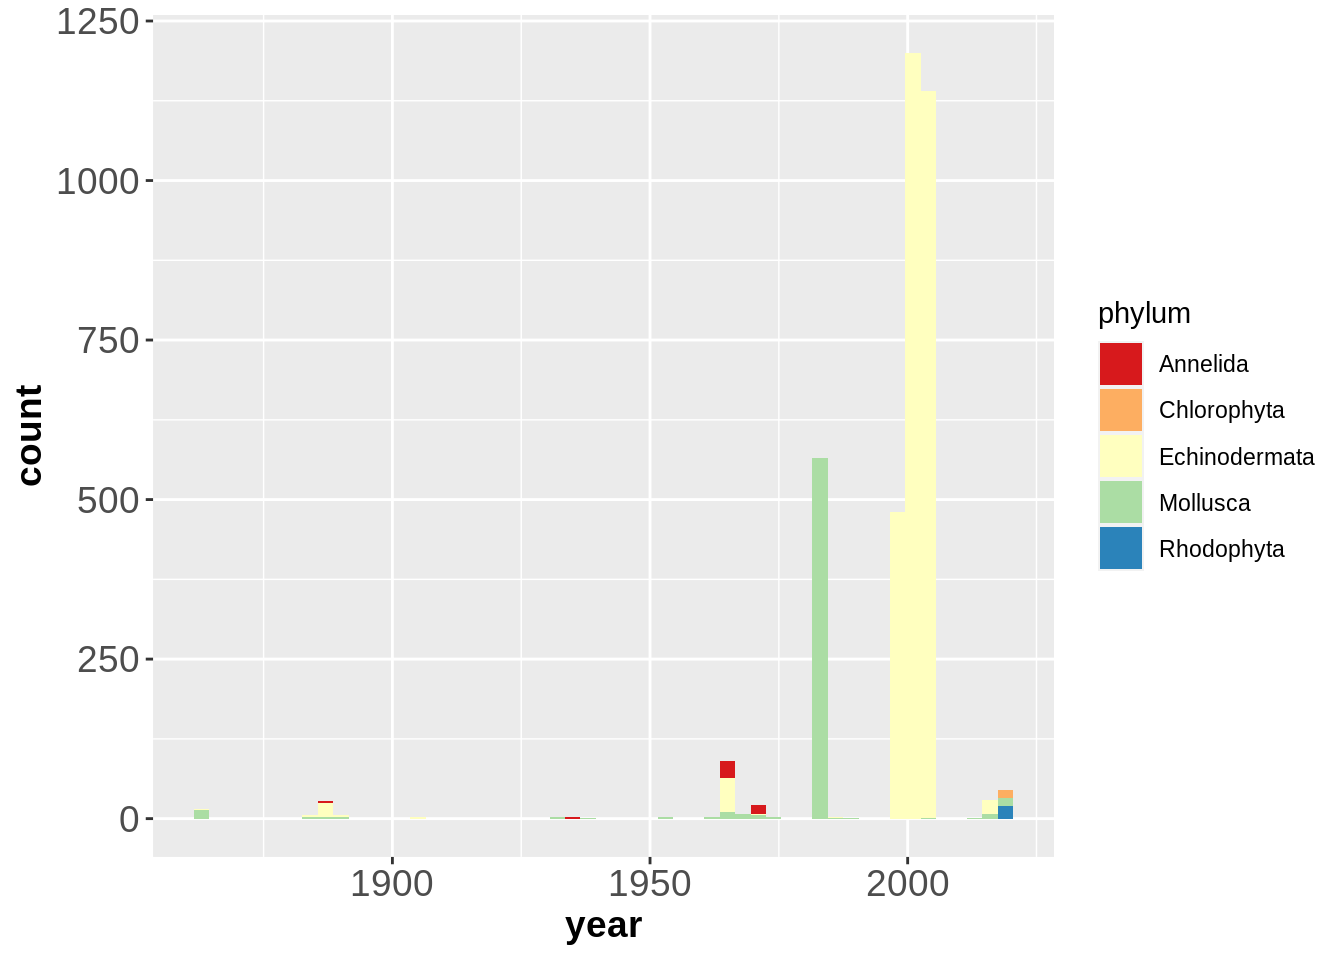 1250
1000
750
500
250
0
count
1900 1950 2000
year
phylum
Annelida
Chlorophyta
Echinodermata
Mollusca
Rhodophyta